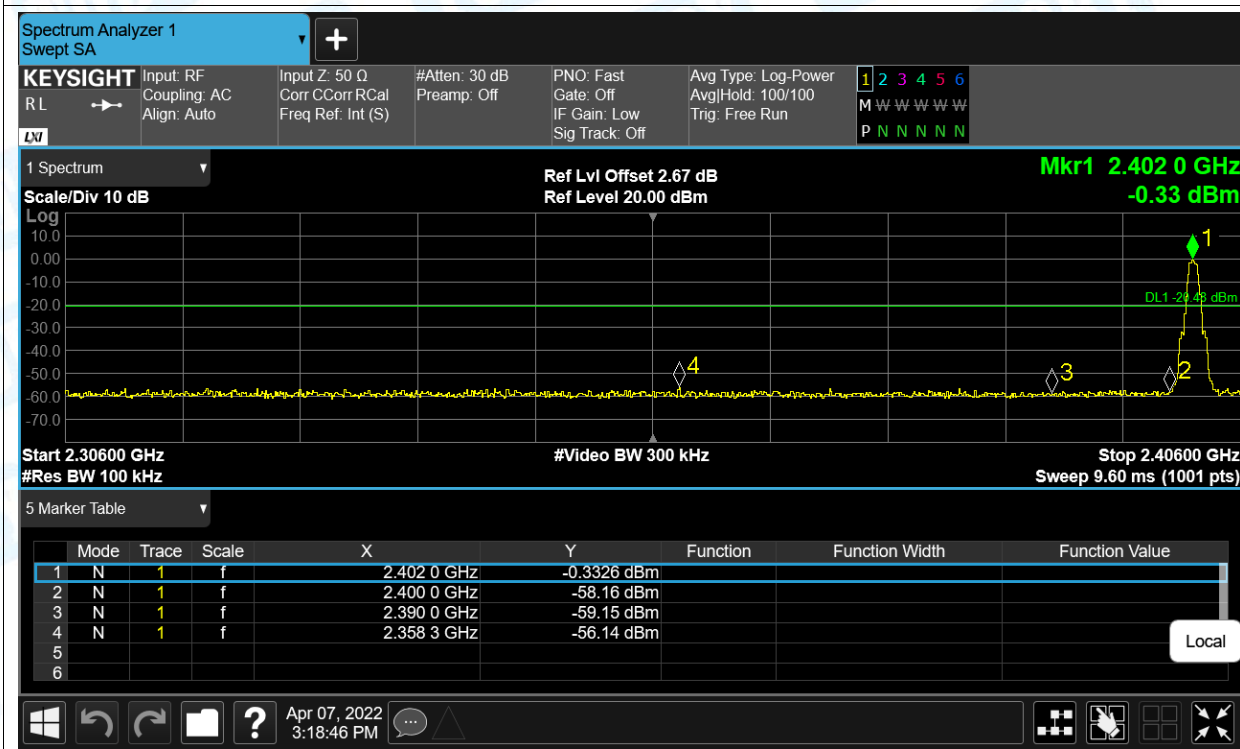 Spectrum Analyzer 1
Swept SA
KEYSIGHT
R L
LXI
Input: RF
Coupling: AC
Align: Auto
Input Z: 50 Ω
Corr CCorr RCal
Freq Ref: Int (S)
#Atten: 30 dB
Preamp: Off
PNO: Fast
Gate: Off
IF Gain: Low
Sig Track: Off
Avg Type: Log-Power
Avg|Hold: 100/100
Trig: Free Run
1 2 3 4 5 6
M W W W W W
P N N N N N
1 Spectrum
Scale/Div 10 dB
Ref Lvl Offset 2.67 dB
Ref Level 20.00 dBm
Mkr1 2.402 0 GHz
-0.33 dBm
Log
10.0
0.00
-10.0
-20.0
-30.0
-40.0
-50.0
-60.0
-70.0
1
DL1 -20.43 dBm
4
3
2
Start 2.30600 GHz
#Video BW 300 kHz
Stop 2.40600 GHz
#Res BW 100 kHz
Sweep 9.60 ms (1001 pts)
5 Marker Table
Mode Trace Scale X Y Function Function Width Function Value
1 N 1 f 2.402 0 GHz -0.3326 dBm
2 N 1 f 2.400 0 GHz -58.16 dBm
3 N 1 f 2.390 0 GHz -59.15 dBm
4 N 1 f 2.358 3 GHz -56.14 dBm
5
6
Local
?
Apr 07, 2022
3:18:46 PM